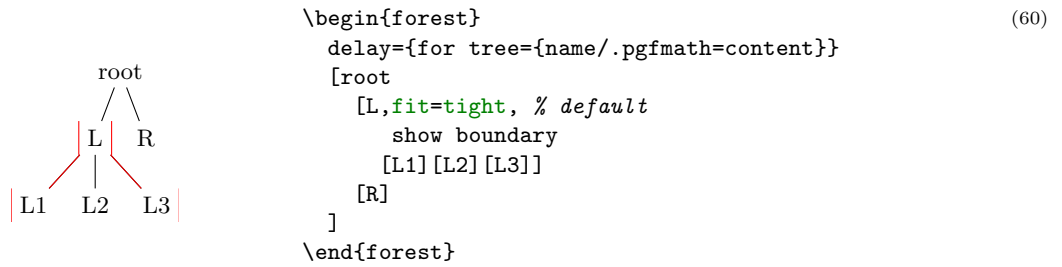 root
L R
L1 L2 L3
\begin{forest} (60)
delay={for tree={name/.pgfmath=content}}
[root
[L,fit=tight, % default
show boundary
[L1][L2][L3]]
[R]
]
\end{forest}